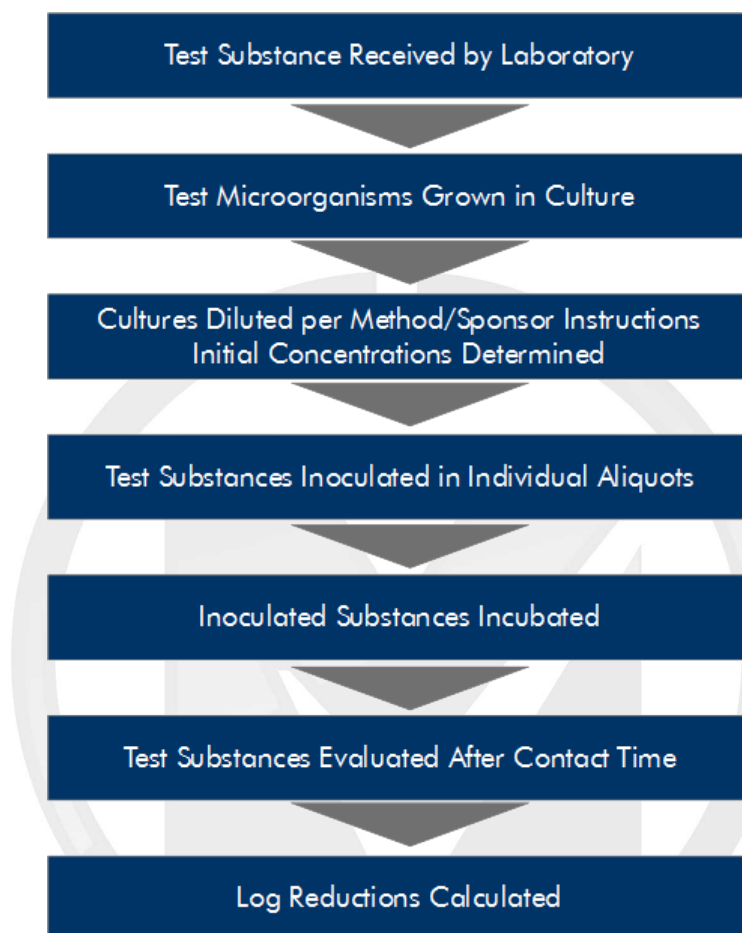 Test Substance Received by Laboratory
Test Microorganisms Grown in Culture
Cultures Diluted per Method/Sponsor Instructions
Initial Concentrations Determined
Test Substances Inoculated in Individual Aliquots
Inoculated Substances Incubated
Test Substances Evaluated After Contact Time
Log Reductions Calculated